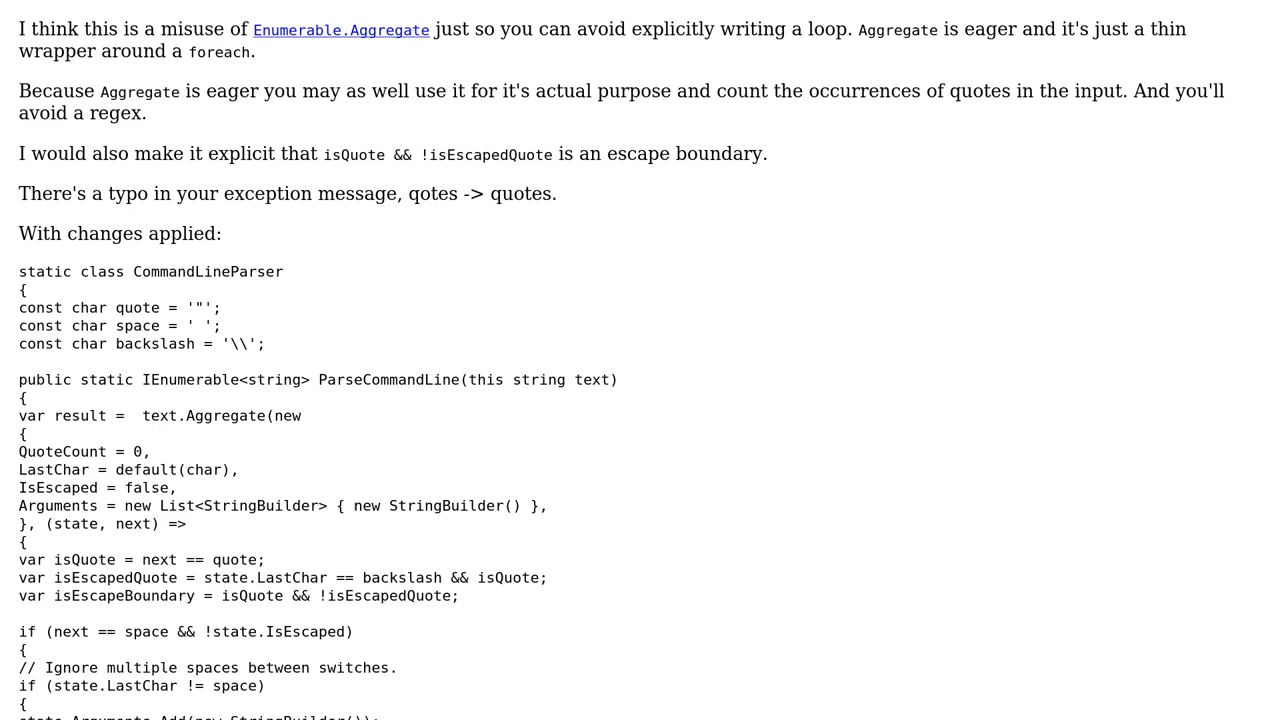 I think this is a misuse of Enumerable.Aggregate just so you can avoid explicitly writing a loop. Aggregate is eager and it's just a thin
wrapper around a foreach.
Because Aggregate is eager you may as well use it for it's actual purpose and count the occurrences of quotes in the input. And you'll
avoid a regex.
I would also make it explicit that isQuote && !isEscapedQuote is an escape boundary.
There's a typo in your exception message, qotes -> quotes.
With changes applied:
static class CommandLineParser
{
const char quote = '"';
const char space = ' ';
const char backslash = '\\';
public static IEnumerable<string> ParseCommandLine(this string text)
{
var result =  text.Aggregate(new
{
QuoteCount = 0,
LastChar = default(char),
IsEscaped = false,
Arguments = new List<StringBuilder> { new StringBuilder() },
}, (state, next) =>
{
var isQuote = next == quote;
var isEscapedQuote = state.LastChar == backslash && isQuote;
var isEscapeBoundary = isQuote && !isEscapedQuote;
if (next == space && !state.IsEscaped)
{
// Ignore multiple spaces between switches.
if (state.LastChar != space)
{
state.Arguments.Add(new StringBuilder());